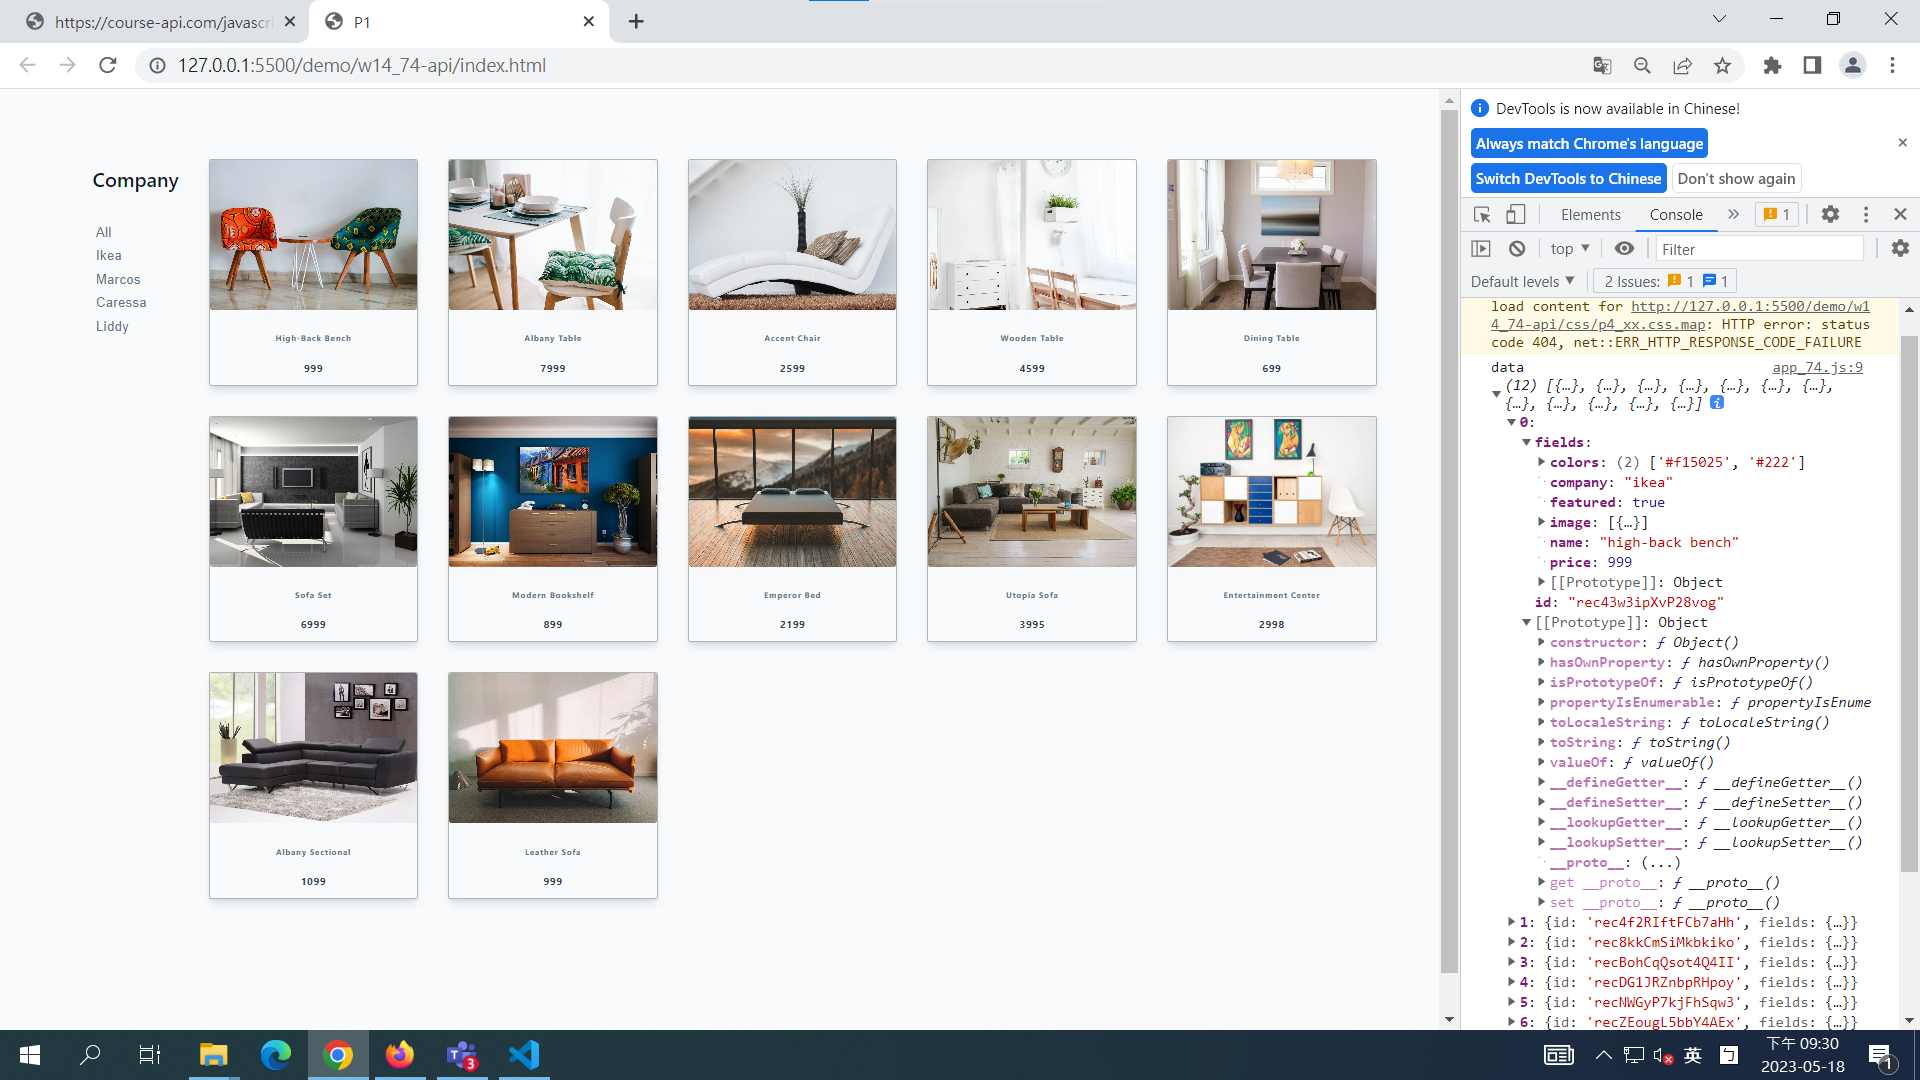 https://course-api.com/javascri
P1
127.0.0.1:5500/demo/w14_74-api/index.html
Company
All
Ikea
Marcos
Caressa
Liddy
High-Back Bench
999
Albany Table
7999
Accent Chair
2599
Wooden Table
4599
Dining Table
699
Sofa Set
6999
Modern Bookshelf
899
Emperor Bed
2199
Utopia Sofa
3995
Entertainment Center
2998
Albany Sectional
1099
Leather Sofa
999
DevTools is now available in Chinese!
Always match Chrome's language
Switch DevTools to Chinese
Don't show again
Elements
Console
1
top
Filter
Default levels
2 Issues: 1 1
load content for http://127.0.0.1:5500/demo/w1
4_74-api/css/p4_xx.css.map: HTTP error: status
code 404, net::ERR_HTTP_RESPONSE_CODE_FAILURE
data app_74.js:9
(12) [{…}, {…}, {…}, {…}, {…}, {…}, {…},
{…}, {…}, {…}, {…}, {…}]
0:
fields:
colors: (2) ['#f15025', '#222']
company: "ikea"
featured: true
image: [{…}]
name: "high-back bench"
price: 999
[[Prototype]]: Object
id: "rec43w3ipXvP28vog"
[[Prototype]]: Object
constructor: ƒ Object()
hasOwnProperty: ƒ hasOwnProperty()
isPrototypeOf: ƒ isPrototypeOf()
propertyIsEnumerable: ƒ propertyIsEnume
toLocaleString: ƒ toLocaleString()
toString: ƒ toString()
valueOf: ƒ valueOf()
__defineGetter__: ƒ __defineGetter__()
__defineSetter__: ƒ __defineSetter__()
__lookupGetter__: ƒ __lookupGetter__()
__lookupSetter__: ƒ __lookupSetter__()
__proto__: (...)
get __proto__: ƒ __proto__()
set __proto__: ƒ __proto__()
1: {id: 'rec4f2RIftFCb7aHh', fields: {…}}
2: {id: 'rec8kkCmSiMkbkiko', fields: {…}}
3: {id: 'recBohCqQsot4Q4II', fields: {…}}
4: {id: 'recDG1JRZnbpRHpoy', fields: {…}}
5: {id: 'recNWGyP7kjFhSqw3', fields: {…}}
6: {id: 'recZEougL5bbY4AEx', fields: {…}}
3
英
ㄅ
下午 09:30
2023-05-18
1